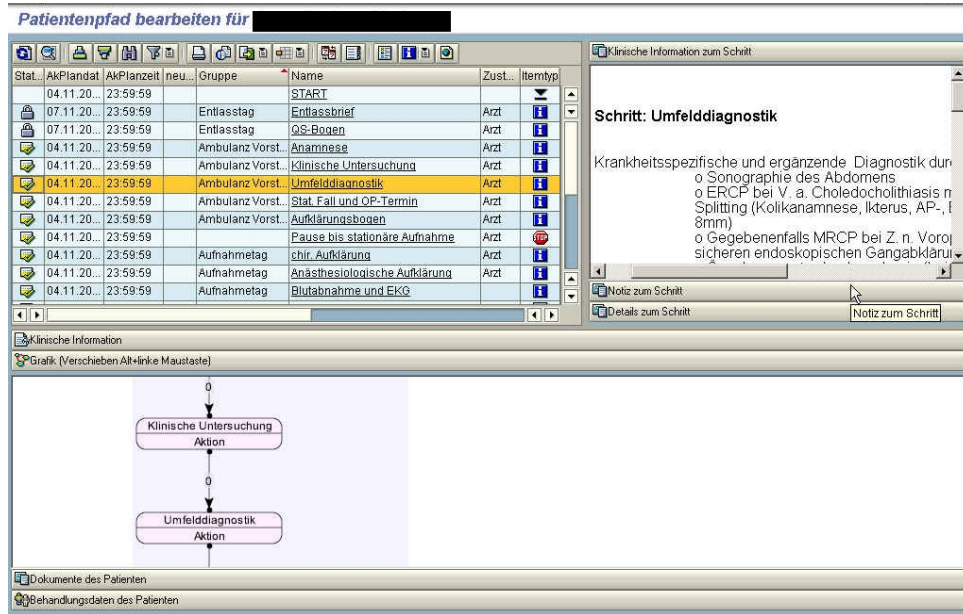 Patientenpfad bearbeiten für
Stat... AkPlandat AkPlanzeit neu... Gruppe Name Zust... Itemtyp
04.11.20... 23:59:59 START
07.11.20... 23:59:59 Entlasstag Entlassbrief Arzt
07.11.20... 23:59:59 Entlasstag QS-Bogen Arzt
04.11.20... 23:59:59 Ambulanz Vorst... Anamnese Arzt
04.11.20... 23:59:59 Ambulanz Vorst... Klinische Untersuchung Arzt
04.11.20... 23:59:59 Ambulanz Vorst... Umfelddiagnostik Arzt
04.11.20... 23:59:59 Ambulanz Vorst... Stat. Fall und OP-Termin Arzt
04.11.20... 23:59:59 Ambulanz Vorst... Aufklärungsbogen Arzt
04.11.20... 23:59:59 Pause bis stationäre Aufnahme Arzt STOP
04.11.20... 23:59:59 Aufnahmetag chir. Aufklärung Arzt
04.11.20... 23:59:59 Aufnahmetag Anästhesiologische Aufklärung Arzt
04.11.20... 23:59:59 Aufnahmetag Blutabnahme und EKG
Klinische Information zum Schritt
Schritt: Umfelddiagnostik
Krankheitsspezifische und ergänzende Diagnostik dur
o Sonographie des Abdomens
o ERCP bei V. a. Choledocholithiasis
Splitting (Kolikanamnese, Ikterus, AP-,
8mm)
o Gegebenenfalls MRCP bei Z. n. Vorop
sicheren endoskopischen Gangabkläru
Notiz zum Schritt
Details zum Schritt
Notiz zum Schritt
Klinische Information
Grafik (Verschieben Alt+linke Maustaste)
0
Klinische Untersuchung
Aktion
0
Umfelddiagnostik
Aktion
Dokumente des Patienten
Behandlungsdaten des Patienten